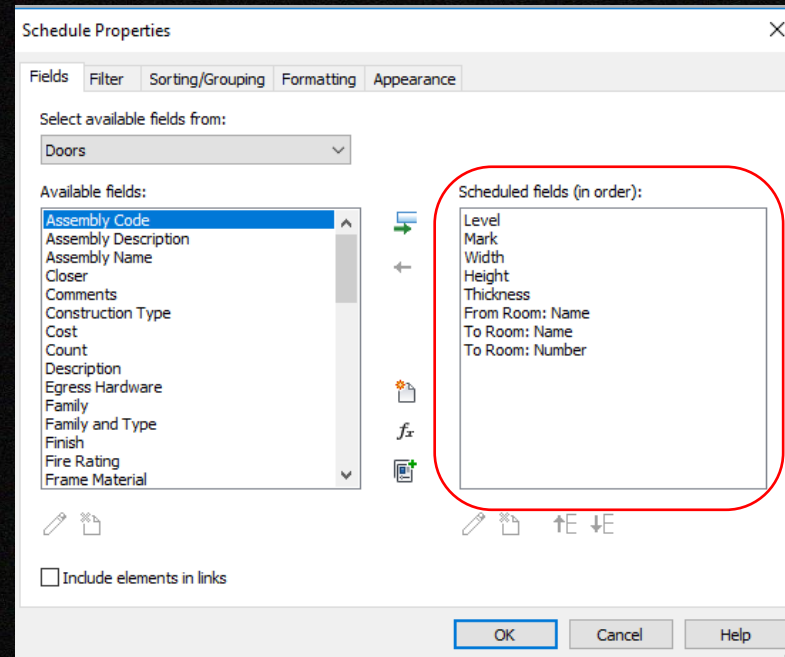 Schedule Properties
Fields Filter Sorting/Grouping Formatting Appearance
Select available fields from:
Doors
Available fields:
Assembly Code
Assembly Description
Assembly Name
Closer
Comments
Construction Type
Cost
Count
Description
Egress Hardware
Family
Family and Type
Finish
Fire Rating
Frame Material
fx
Scheduled fields (in order):
Level
Mark
Width
Height
Thickness
From Room: Name
To Room: Name
To Room: Number
Include elements in links
OK Cancel Help